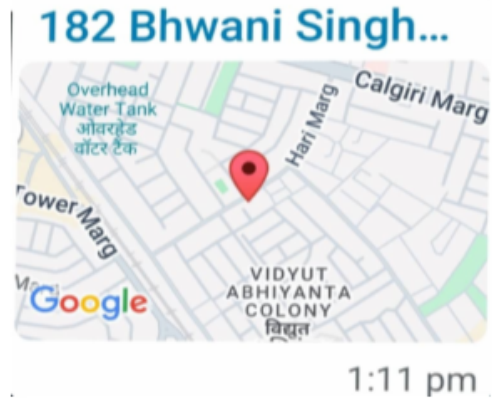 182 Bhwani Singh...
Overhead
Water Tank
ओवरहेड
वॉटर टैंक
Calgiri Marg
Hari Marg
Tower Marg
VIDYUT
ABHIYANTA
COLONY
विद्युत
Google
1:11 pm